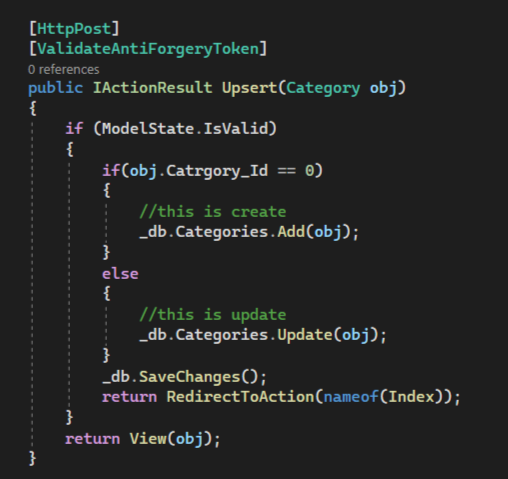 [HttpPost]
[ValidateAntiForgeryToken]
0 references
public IActionResult Upsert(Category obj)
{
if (ModelState.IsValid)
{
if(obj.Catrgory_Id == 0)
{
//this is create
_db.Categories.Add(obj);
}
else
{
//this is update
_db.Categories.Update(obj);
}
_db.SaveChanges();
return RedirectToAction(nameof(Index));
}
return View(obj);
}